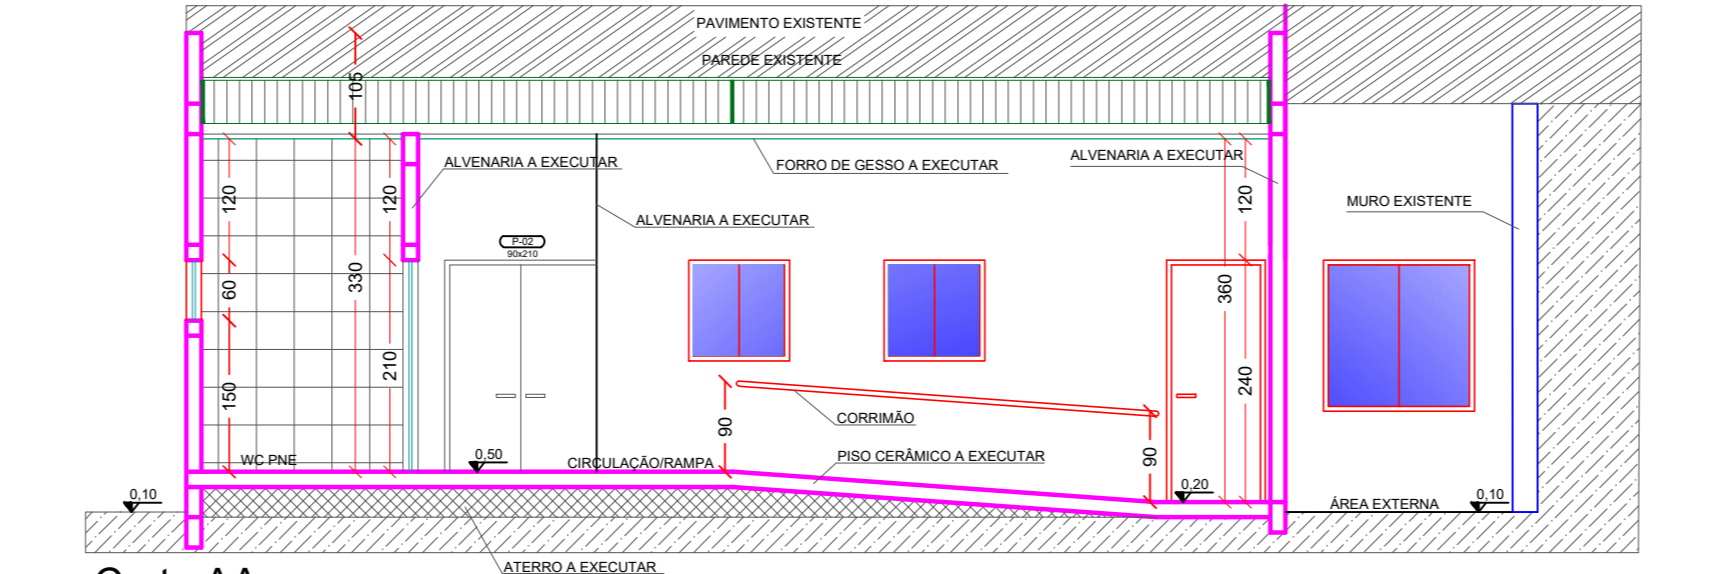 PAVIMENTO EXISTENTE
PAREDE EXISTENTE
105
ALVENARIA A EXECUTAR
FORRO DE GESSO A EXECUTAR
ALVENARIA A EXECUTAR
120
120
120
MURO EXISTENTE
ALVENARIA A EXECUTAR
P-02
90x210
60
330
360
150
210
240
90
CORRIMÃO
90
WC PNE
0,50
CIRCULAÇÃO/RAMPA
PISO CERÂMICO A EXECUTAR
0,10
0,20
ÁREA EXTERNA
0,10
ATERRO A EXECUTAR